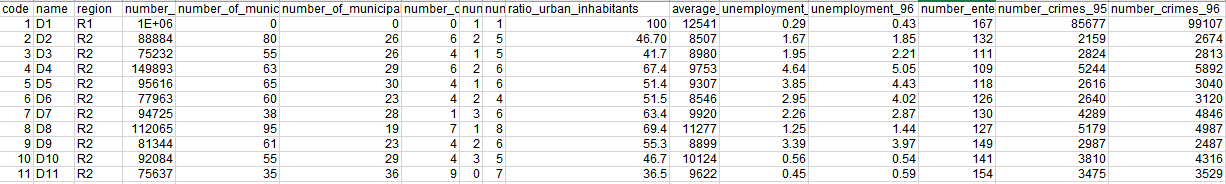 code name region number_ number_of_munic number_of_municipa nun nun ratio_urban_inhabitants average_ unemployment_ unemployment_96 number_ente number_crimes_95 number_crimes_96
1 D1 R1 1E+06 0 0 0 1 1 100 12541 0.29 0.43 167 85677 99107
2 D2 R2 88884 80 26 6 2 5 46.70 8507 1.67 1.85 132 2159 2674
3 D3 R2 75232 55 26 4 1 5 41.7 8980 1.95 2.21 111 2824 2813
4 D4 R2 149893 63 29 6 2 6 67.4 9753 4.64 5.05 109 5244 5892
5 D5 R2 95616 65 30 4 1 6 51.4 9307 3.85 4.43 118 2616 3040
6 D6 R2 77963 60 23 4 2 4 51.5 8546 2.95 4.02 126 2640 3120
7 D7 R2 94725 38 28 1 3 6 63.4 9920 2.26 2.87 130 4289 4846
8 D8 R2 112065 95 19 7 1 8 69.4 11277 1.25 1.44 127 5179 4987
9 D9 R2 81344 61 23 4 2 6 55.3 8899 3.39 3.97 149 2987 2487
10 D10 R2 92084 55 29 4 3 5 46.7 10124 0.56 0.54 141 3810 4316
11 D11 R2 75637 35 36 9 0 7 36.5 9622 0.45 0.59 154 3475 3529